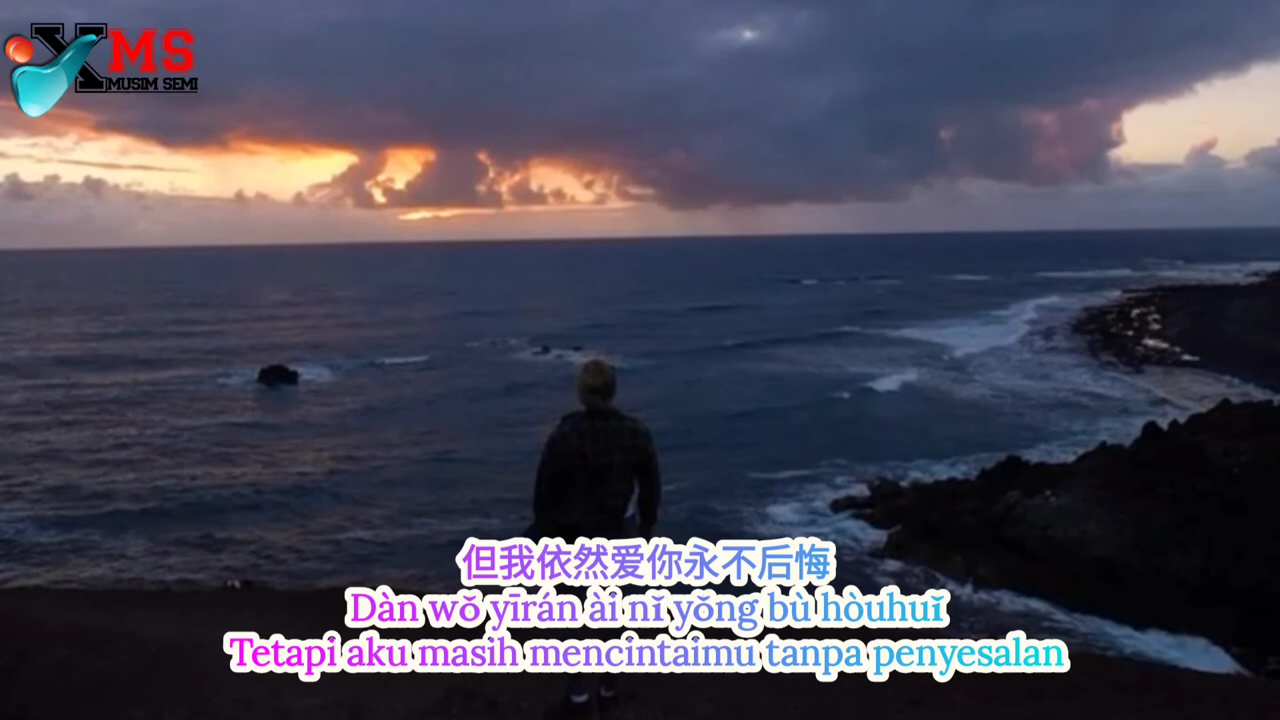 XMS
MUSIM SEMI
但我依然爱你永不后悔
Dàn wǒ yīrán ài nǐ yǒng bù hòuhuǐ
Tetapi aku masih mencintaimu tanpa penyesalan